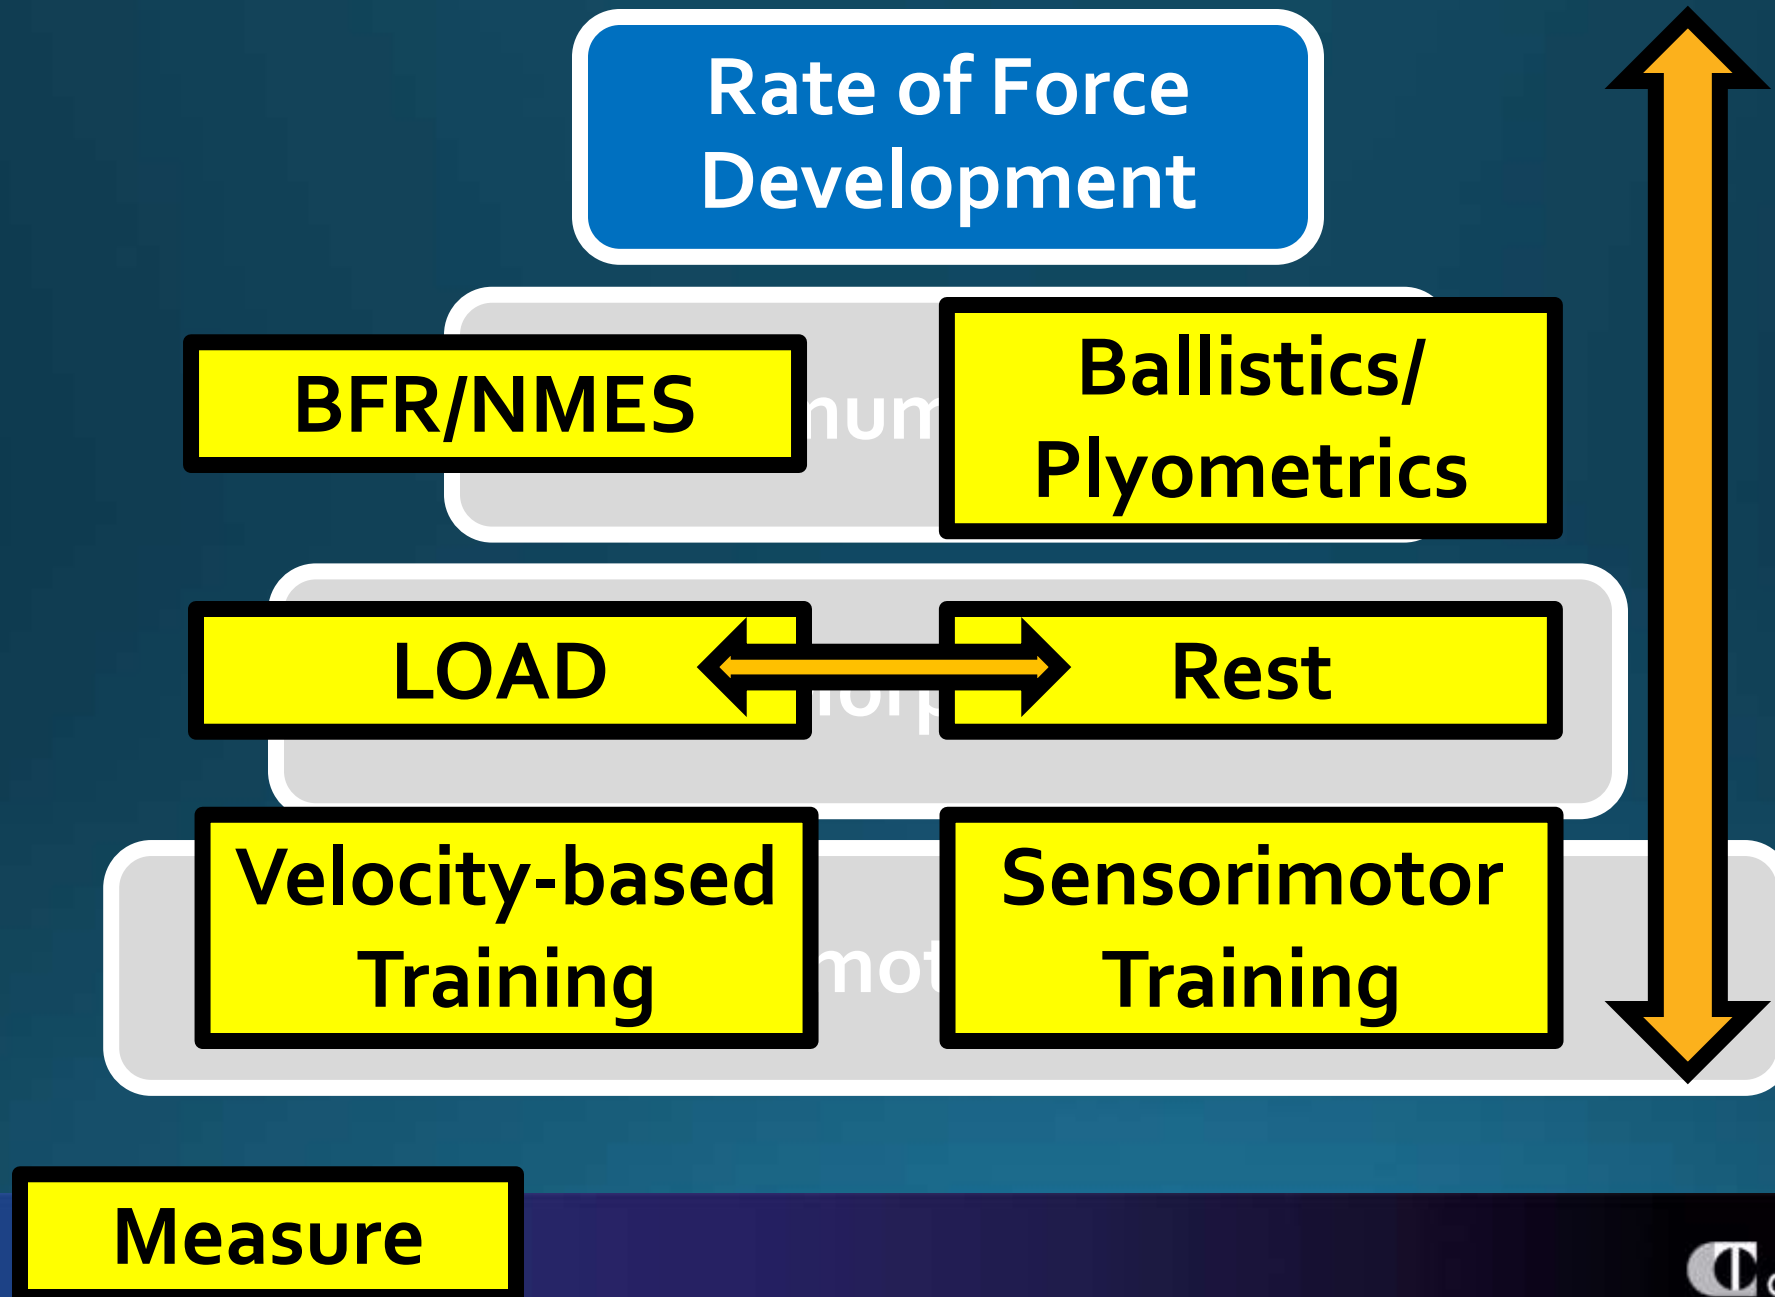 Rate of Force
Development
BFR/NMES
Ballistics/
Plyometrics
LOAD
Rest
Velocity-based
Training
Sensorimotor
Training
Measure